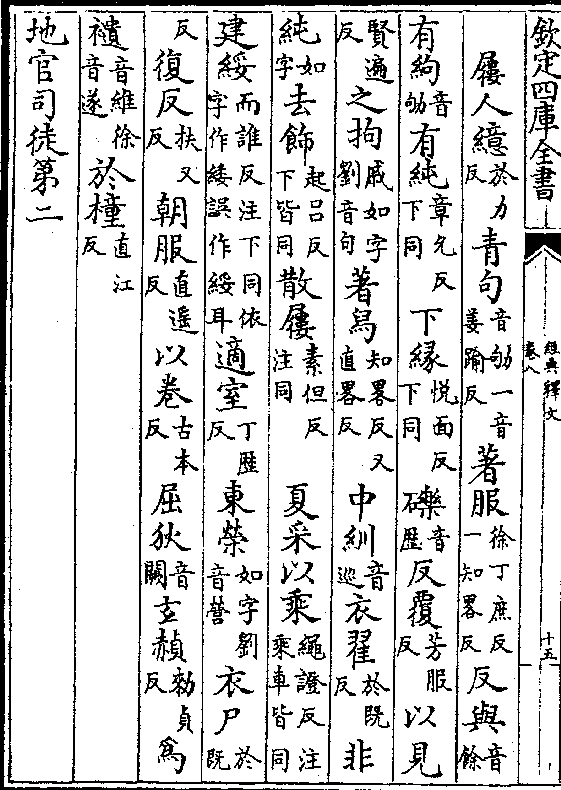 欽定四庫全書
經典釋文
卷八
十五
屨人繶於力反青句音劬一音姜踰反著服徐丁庶反一知畧反反與音餘
有絇音劬有純章允反下同下緣悦面反下同礫音歷反覆芳服反以見
賢遍反之拘戚如字劉音句著舄知畧反又直畧反中紃音巡衣翟於既反非
純如字去飾起吕反下皆同散屨素但反注同夏采以乘繩證反注乘車皆同
建綏而誰反注下同依字作緌誤作綏耳適室丁歷反東榮如字劉音營衣尸於既
反復反扶又反朝服直遥反以卷古本反屈狄音闕玄赬勑貞反爲
音維徐音遂於橦直江反
地官司徒第二